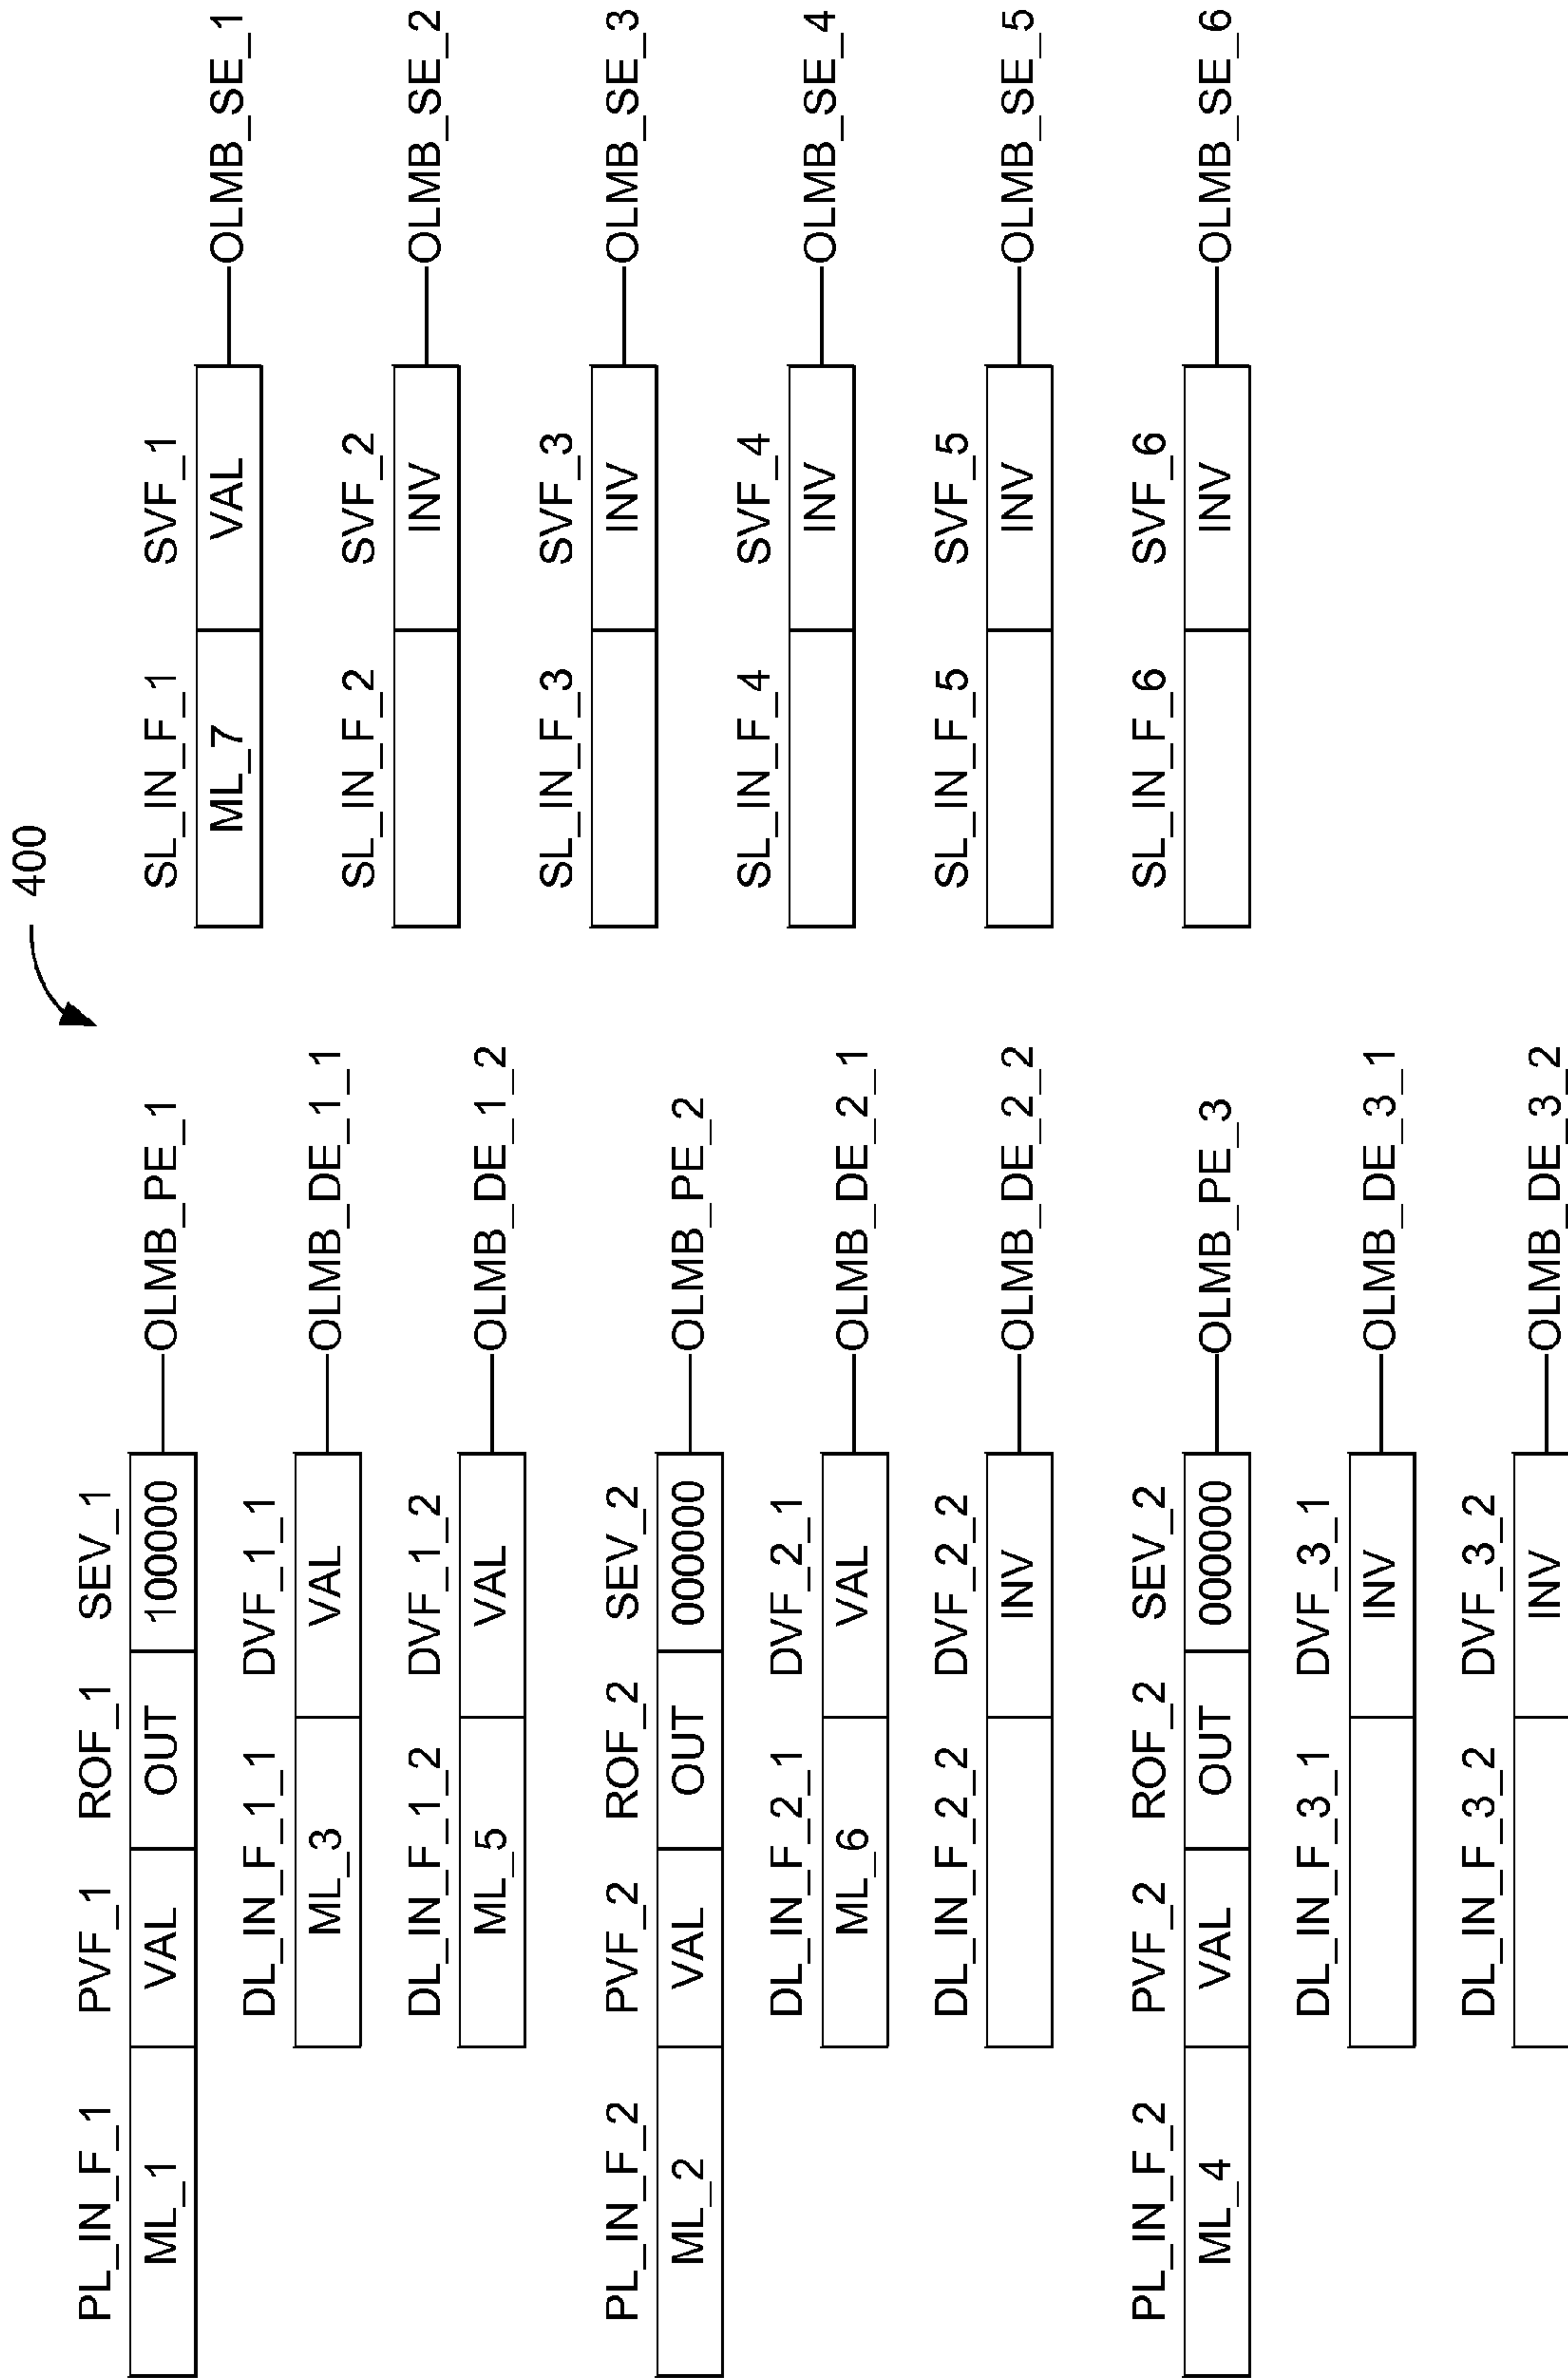 400
PL_IN_F_1 PVF_1 ROF_1 SEV_1
ML_1 VAL OUT 100000 OLMB_PE_1
DL_IN_F_1_1 DVF_1_1
ML_3 VAL OLMB_DE_1_1
DL_IN_F_1_2 DVF_1_2
ML_5 VAL OLMB_DE_1_2
PL_IN_F_2 PVF_2 ROF_2 SEV_2
ML_2 VAL OUT 000000 OLMB_PE_2
DL_IN_F_2_1 DVF_2_1
ML_6 VAL OLMB_DE_2_1
DL_IN_F_2_2 DVF_2_2
INV OLMB_DE_2_2
PL_IN_F_2 PVF_2 ROF_2 SEV_2
ML_4 VAL OUT 000000 OLMB_PE_3
DL_IN_F_3_1 DVF_3_1
INV OLMB_DE_3_1
DL_IN_F_3_2 DVF_3_2
INV OLMB_DE_3_2
SL_IN_F_1 SVF_1
ML_7 VAL OLMB_SE_1
SL_IN_F_2 SVF_2
INV OLMB_SE_2
SL_IN_F_3 SVF_3
INV OLMB_SE_3
SL_IN_F_4 SVF_4
INV OLMB_SE_4
SL_IN_F_5 SVF_5
INV OLMB_SE_5
SL_IN_F_6 SVF_6
INV OLMB_SE_6